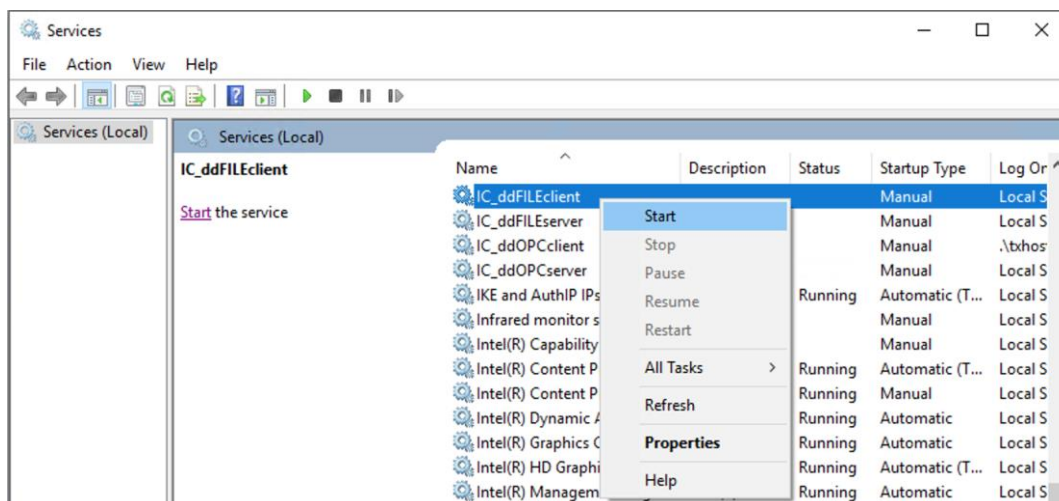 Services
File Action View Help
Services (Local)
Services (Local)
IC_ddFILEclient
Start the service
Name Description Status Startup Type Log Or
IC_ddFILEclient Manual Local S
IC_ddFILEserver Manual Local S
IC_ddOPCclient Manual .\txhos
IC_ddOPCserver Manual Local S
IKE and AuthIP IPs Running Automatic (T... Local S
Infrared monitor s Manual Local S
Intel(R) Capability Manual Local S
Intel(R) Content P Running Automatic (T... Local S
Intel(R) Content P Running Manual Local S
Intel(R) Dynamic Running Automatic Local S
Intel(R) Graphics C Running Automatic Local S
Intel(R) HD Graphi Running Automatic (T... Local S
Intel(R) Managem Running Automatic Local S
Start
Stop
Pause
Resume
Restart
All Tasks
Refresh
Properties
Help